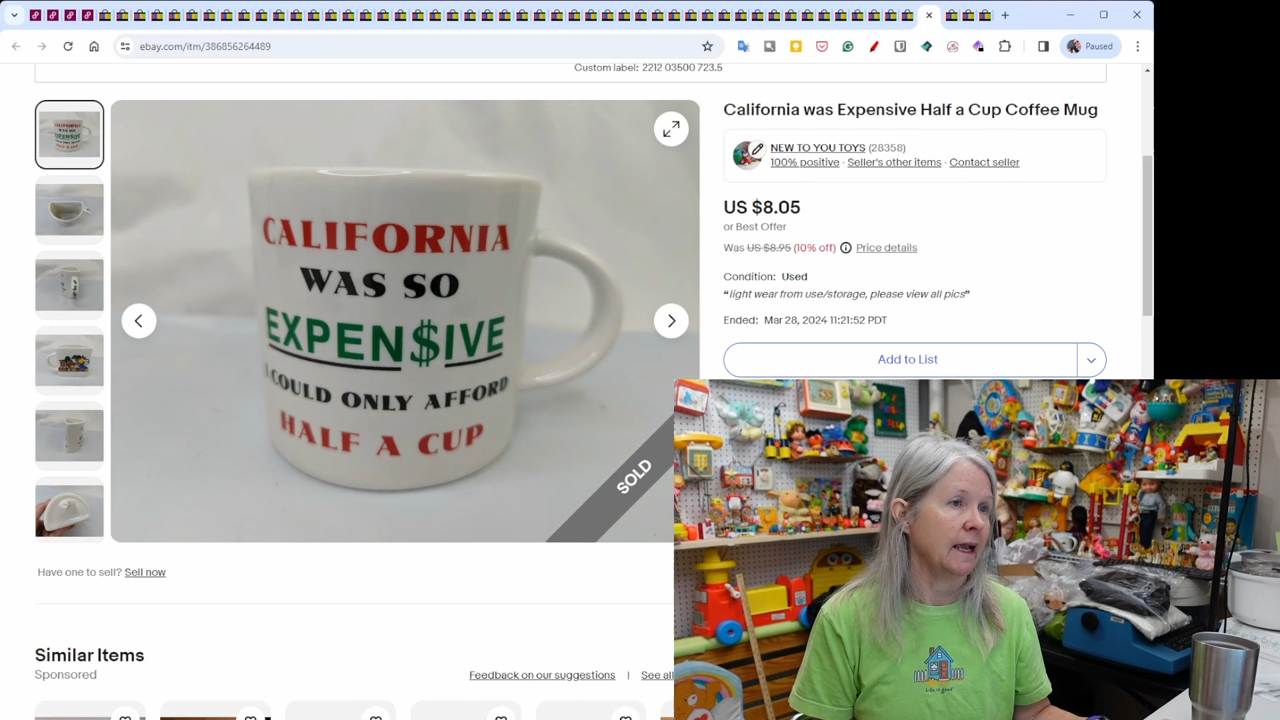 Paused
ebay.com/itm/386856264489
Custom label: 2212 03500 723.5
California was Expensive Half a Cup Coffee Mug
NEW TO YOU TOYS (28358)
100% positive · Seller's other items · Contact seller
US $8.05
or Best Offer
Was US $8.95 (10% off) Price details
Condition: Used
“light wear from use/storage, please view all pics”
Ended: Mar 28, 2024 11:21:52 PDT
Add to List
CALIFORNIA
WAS SO
EXPEN$IVE
I COULD ONLY AFFORD
HALF A CUP
SOLD
Have one to sell? Sell now
Similar Items
Sponsored
Feedback on our suggestions | See all
Life is good